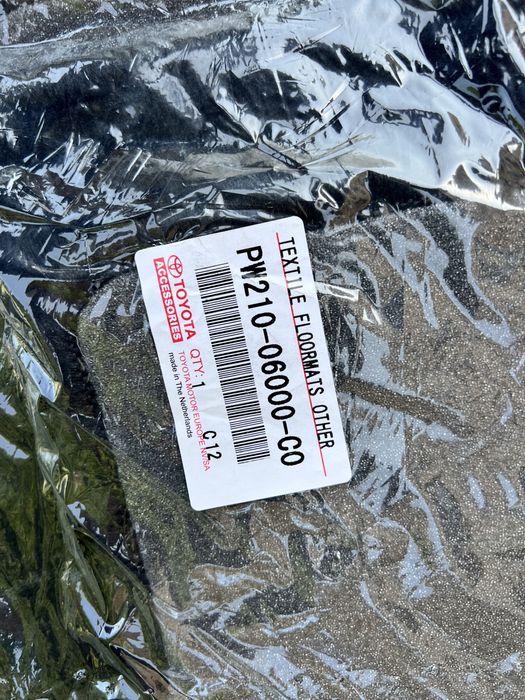 TEXTILE FLOORMATS OTHER
PW210-06000-C0
TOYOTA
ACCESSORIES
QTY: 1
C12
TOYOTA MOTOR EUROPE NV/SA
made in The Netherlands